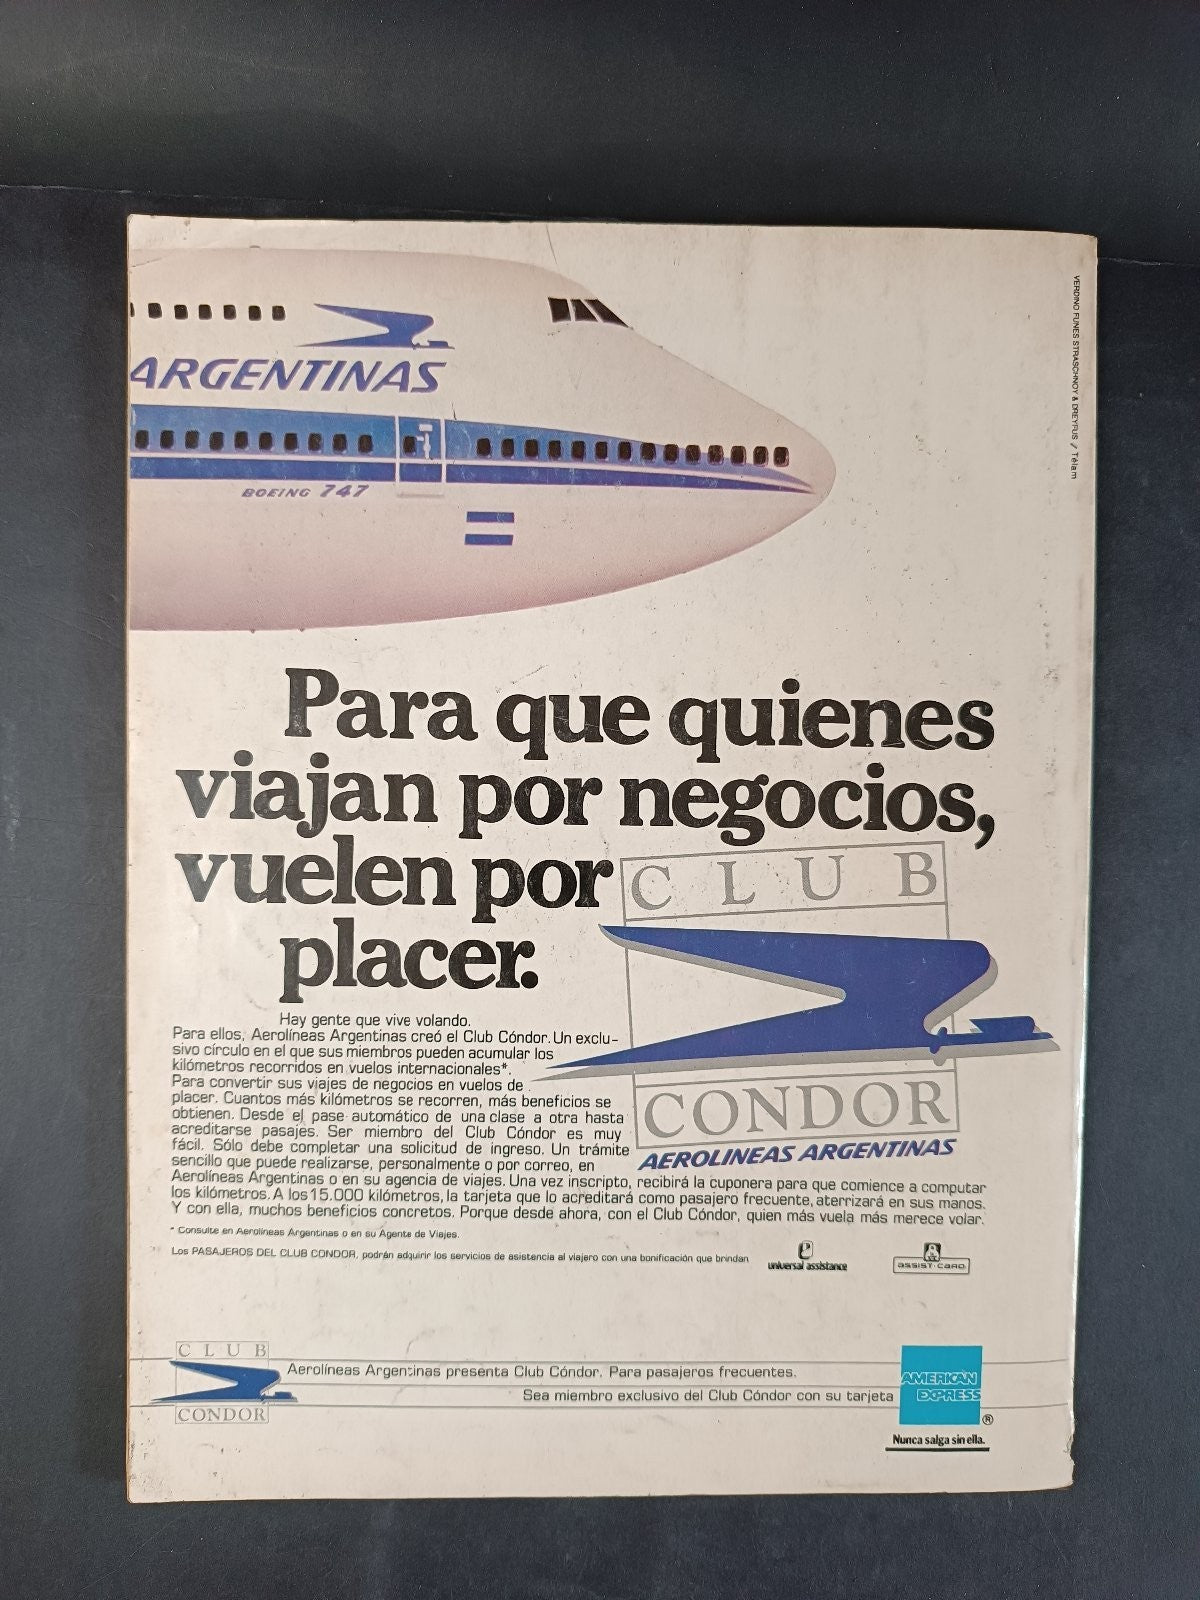 ARGENTINAS
BOEING 747
VERDINO FUNES STRASCHNOY & DREYFUS // Télam
Para que quienes
viajan por negocios,
vuelen por
placer.
CLUB
CONDOR
AEROLINEAS ARGENTINAS
Hay gente que vive volando.
Para ellos, Aerolíneas Argentinas creó el Club Cóndor. Un exclu-
sivo círculo en el que sus miembros pueden acumular los
kilómetros recorridos en vuelos internacionales*.
Para convertir sus viajes de negocios en vuelos de
placer. Cuantos más kilómetros se recorren, más beneficios se
obtienen. Desde el pase automático de una clase a otra hasta
acreditarse pasajes. Ser miembro del Club Cóndor es muy
fácil. Sólo debe completar una solicitud de ingreso. Un trámite
sencillo que puede realizarse, personalmente o por correo, en
Aerolíneas Argentinas o en su agencia de viajes. Una vez inscripto, recibirá la cuponera para que comience a computar
los kilómetros. A los 15.000 kilómetros, la tarjeta que lo acreditará como pasajero frecuente, aterrizará en sus manos.
Y con ella, muchos beneficios concretos. Porque desde ahora, con el Club Cóndor, quien más vuela más merece volar.
* Consulte en Aerolíneas Argentinas o en su Agente de Viajes.
Los PASAJEROS DEL CLUB CONDOR, podrán adquirir los servicios de asistencia al viajero con una bonificación que brindan
universal assistance
ASSIST-CARD
CLUB
CONDOR
Aerolíneas Argentinas presenta Club Cóndor. Para pasajeros frecuentes.
Sea miembro exclusivo del Club Cóndor con su tarjeta
AMERICAN
EXPRESS
®
Nunca salga sin ella.